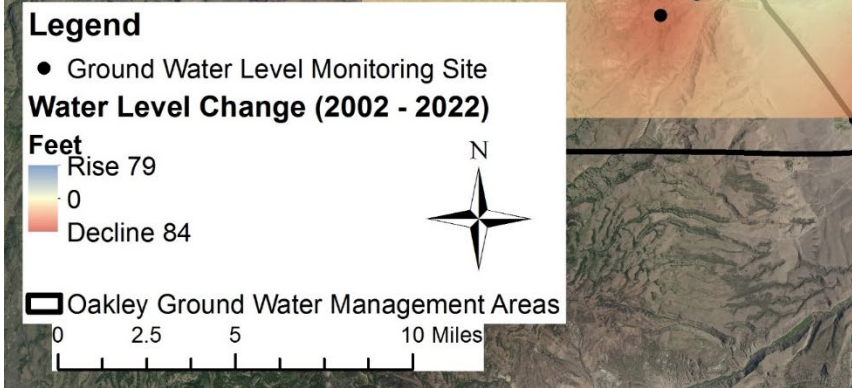 Legend
Ground Water Level Monitoring Site
Water Level Change (2002 - 2022)
Feet
Rise 79
0
Decline 84
N
Oakley Ground Water Management Areas
0 2.5 5 10 Miles